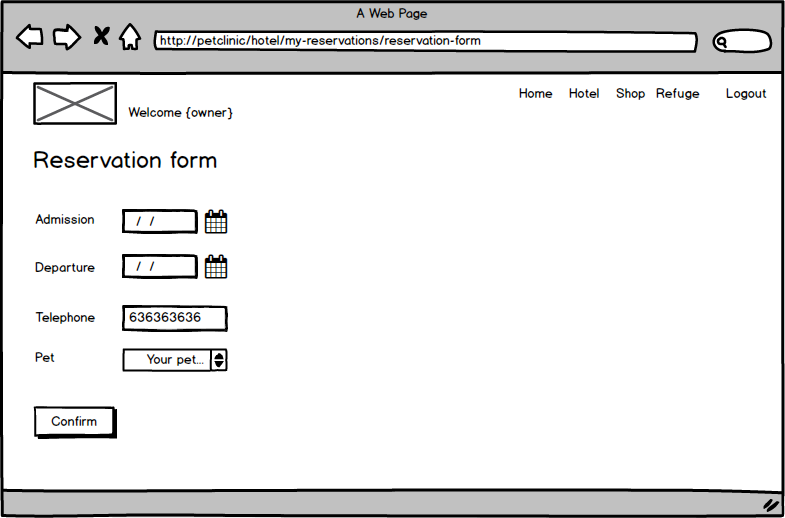 A Web Page
http://petclinic/hotel/my-reservations/reservation-form
Home Hotel Shop Refuge Logout
Welcome {owner}
Reservation form
Admission / /
Departure / /
Telephone 636363636
Pet Your pet...
Confirm